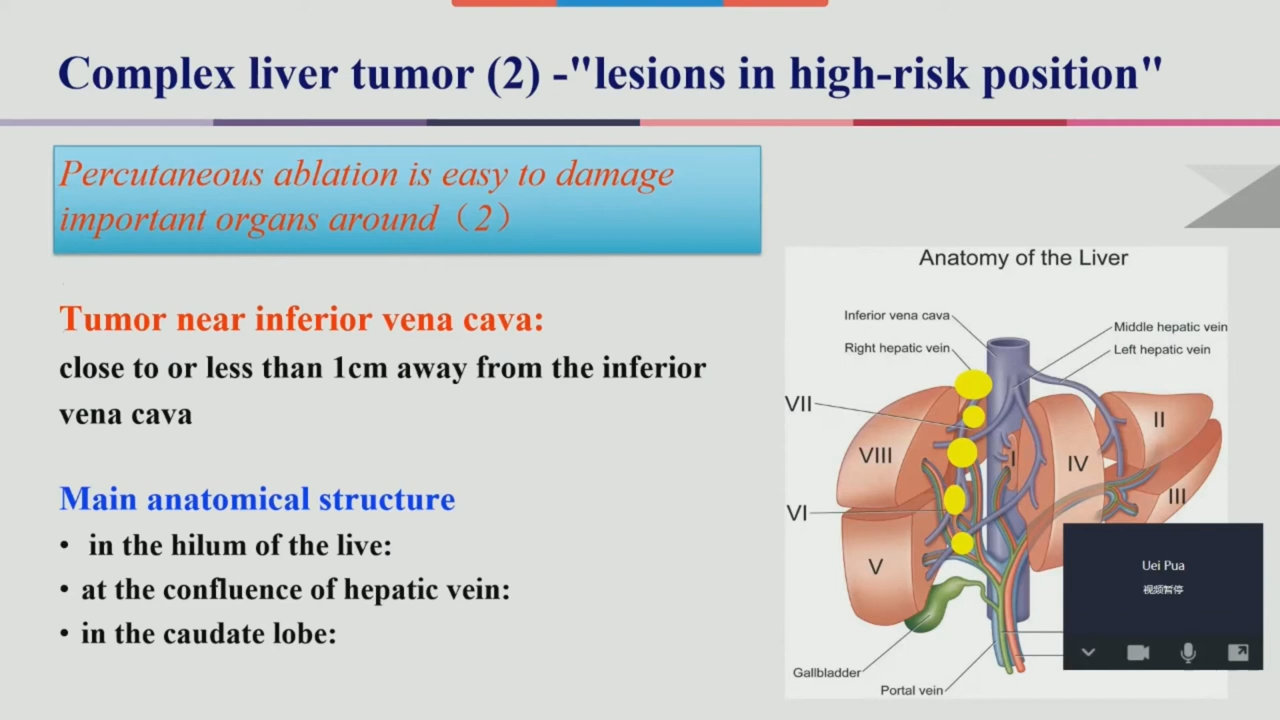 Complex liver tumor (2) -"lesions in high-risk position"
Percutaneous ablation is easy to damage
important organs around（2）
Tumor near inferior vena cava:
close to or less than 1cm away from the inferior
vena cava
Main anatomical structure
• in the hilum of the live:
• at the confluence of hepatic vein:
• in the caudate lobe:
Anatomy of the Liver
Inferior vena cava
Right hepatic vein
Middle hepatic vein
Left hepatic vein
VII
VIII
I
IV
II
III
VI
V
Gallbladder
Portal vein
Uei Pua
视频暂停